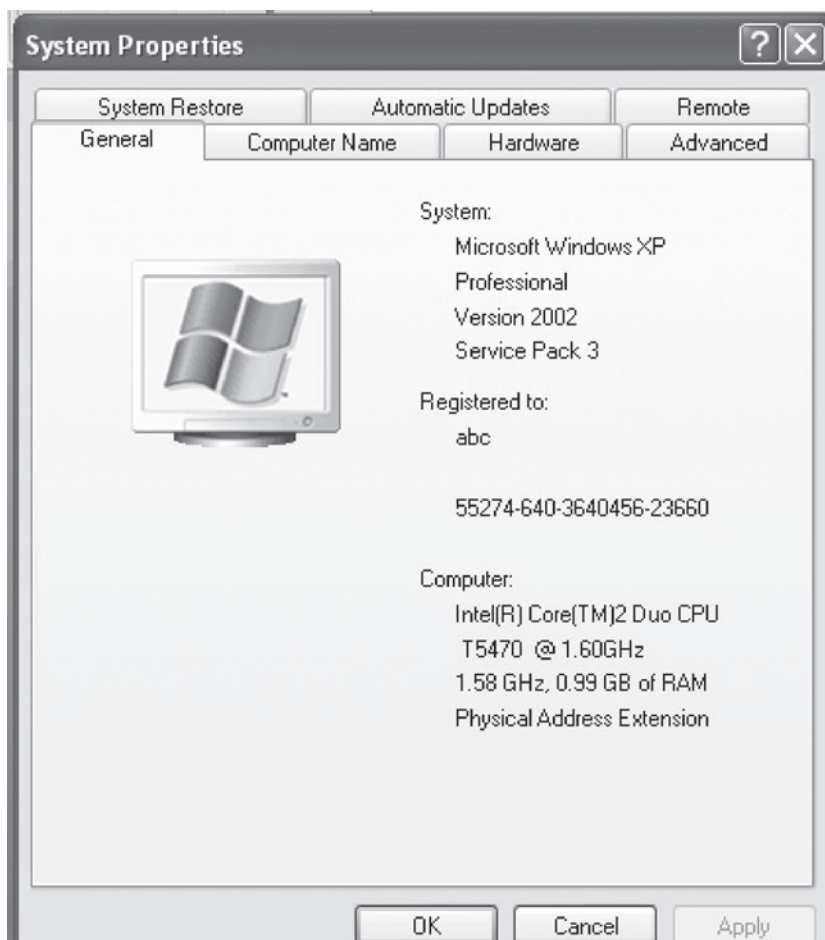 System Properties
System Restore Automatic Updates Remote
General Computer Name Hardware Advanced
System:
Microsoft Windows XP
Professional
Version 2002
Service Pack 3
Registered to:
abc
55274-640-3640456-23660
Computer:
Intel(R) Core(TM)2 Duo CPU
T5470 @ 1.60GHz
1.58 GHz, 0.99 GB of RAM
Physical Address Extension
OK Cancel Apply